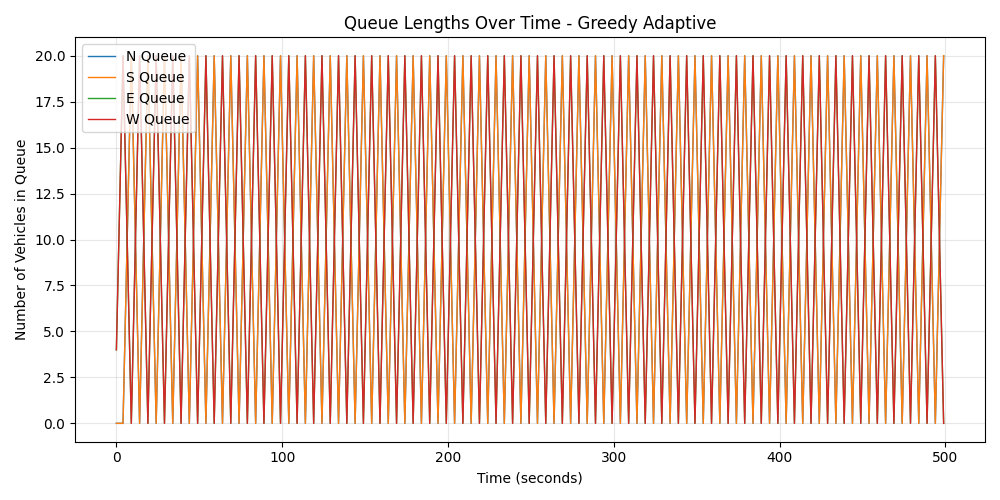 Queue Lengths Over Time - Greedy Adaptive
Number of Vehicles in Queue
20.0
17.5
15.0
12.5
10.0
7.5
5.0
2.5
0.0
N Queue
S Queue
E Queue
W Queue
0
100
200
300
400
500
Time (seconds)